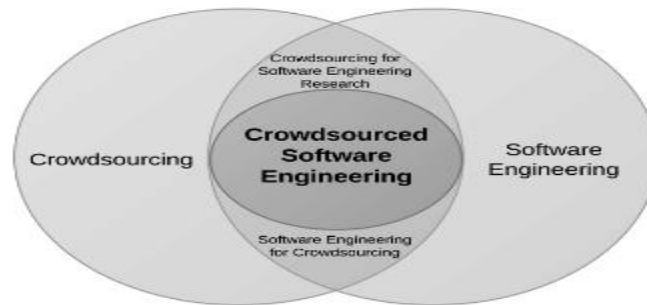 Crowdsourcing for
Software Engineering
Research
Crowdsourced
Software
Engineering
Crowdsourcing
Software
Engineering
Software Engineering
for Crowdsourcing